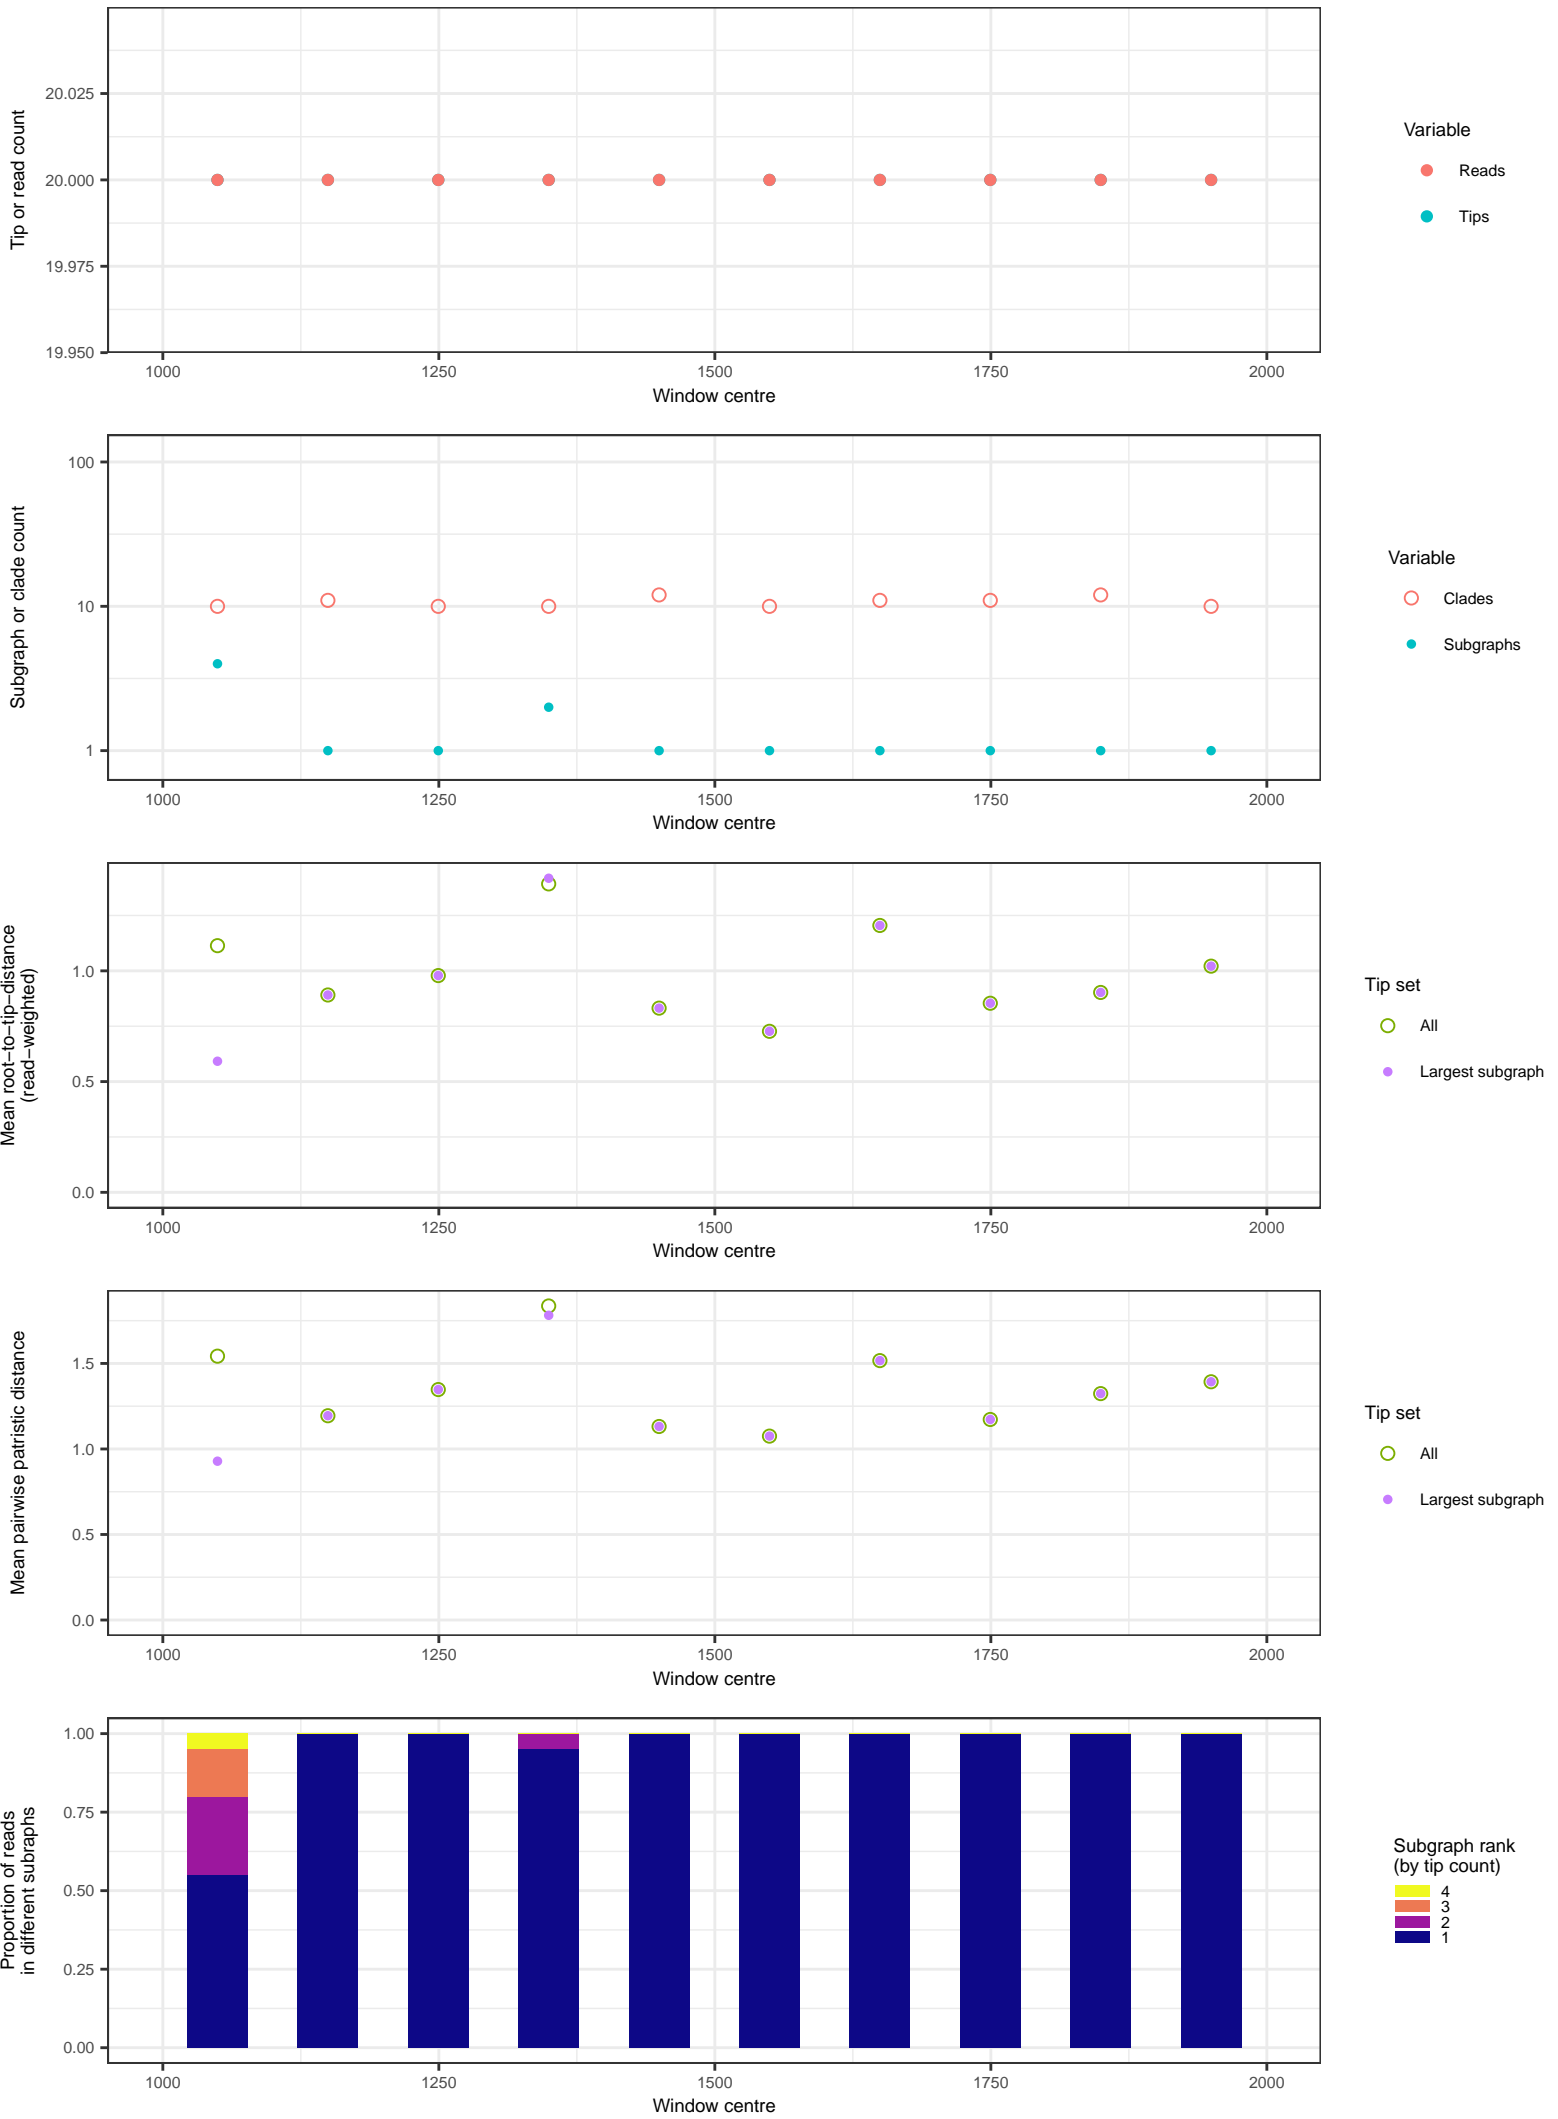 20.025
20.000
19.975
19.950
Tip or read count
1000 1250 1500 1750 2000
Window centre
Variable
Reads
Tips
100
10
1
Subgraph or clade count
1000 1250 1500 1750 2000
Window centre
Variable
Clades
Subgraphs
1.0
0.5
0.0
Mean root−to−tip−distance
(read−weighted)
1000 1250 1500 1750 2000
Window centre
Tip set
All
Largest subgraph
1.5
1.0
0.5
0.0
Mean pairwise patristic distance
1000 1250 1500 1750 2000
Window centre
Tip set
All
Largest subgraph
1.00
0.75
0.50
0.25
0.00
Proportion of reads
in different subraphs
1000 1250 1500 1750 2000
Window centre
Subgraph rank
(by tip count)
4
3
2
1